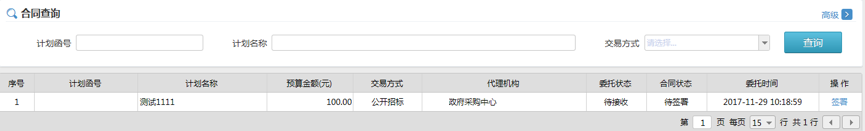 合同查询 高级
计划函号 计划名称 交易方式 请选择... 查询
序号 计划函号 计划名称 预算金额(元) 交易方式 代理机构 委托状态 合同状态 委托时间 操 作
1 测试1111 100.00 公开招标 政府采购中心 待接收 待签署 2017-11-29 10:18:59 签署
第 1 页 每页 15 行 共 1 行